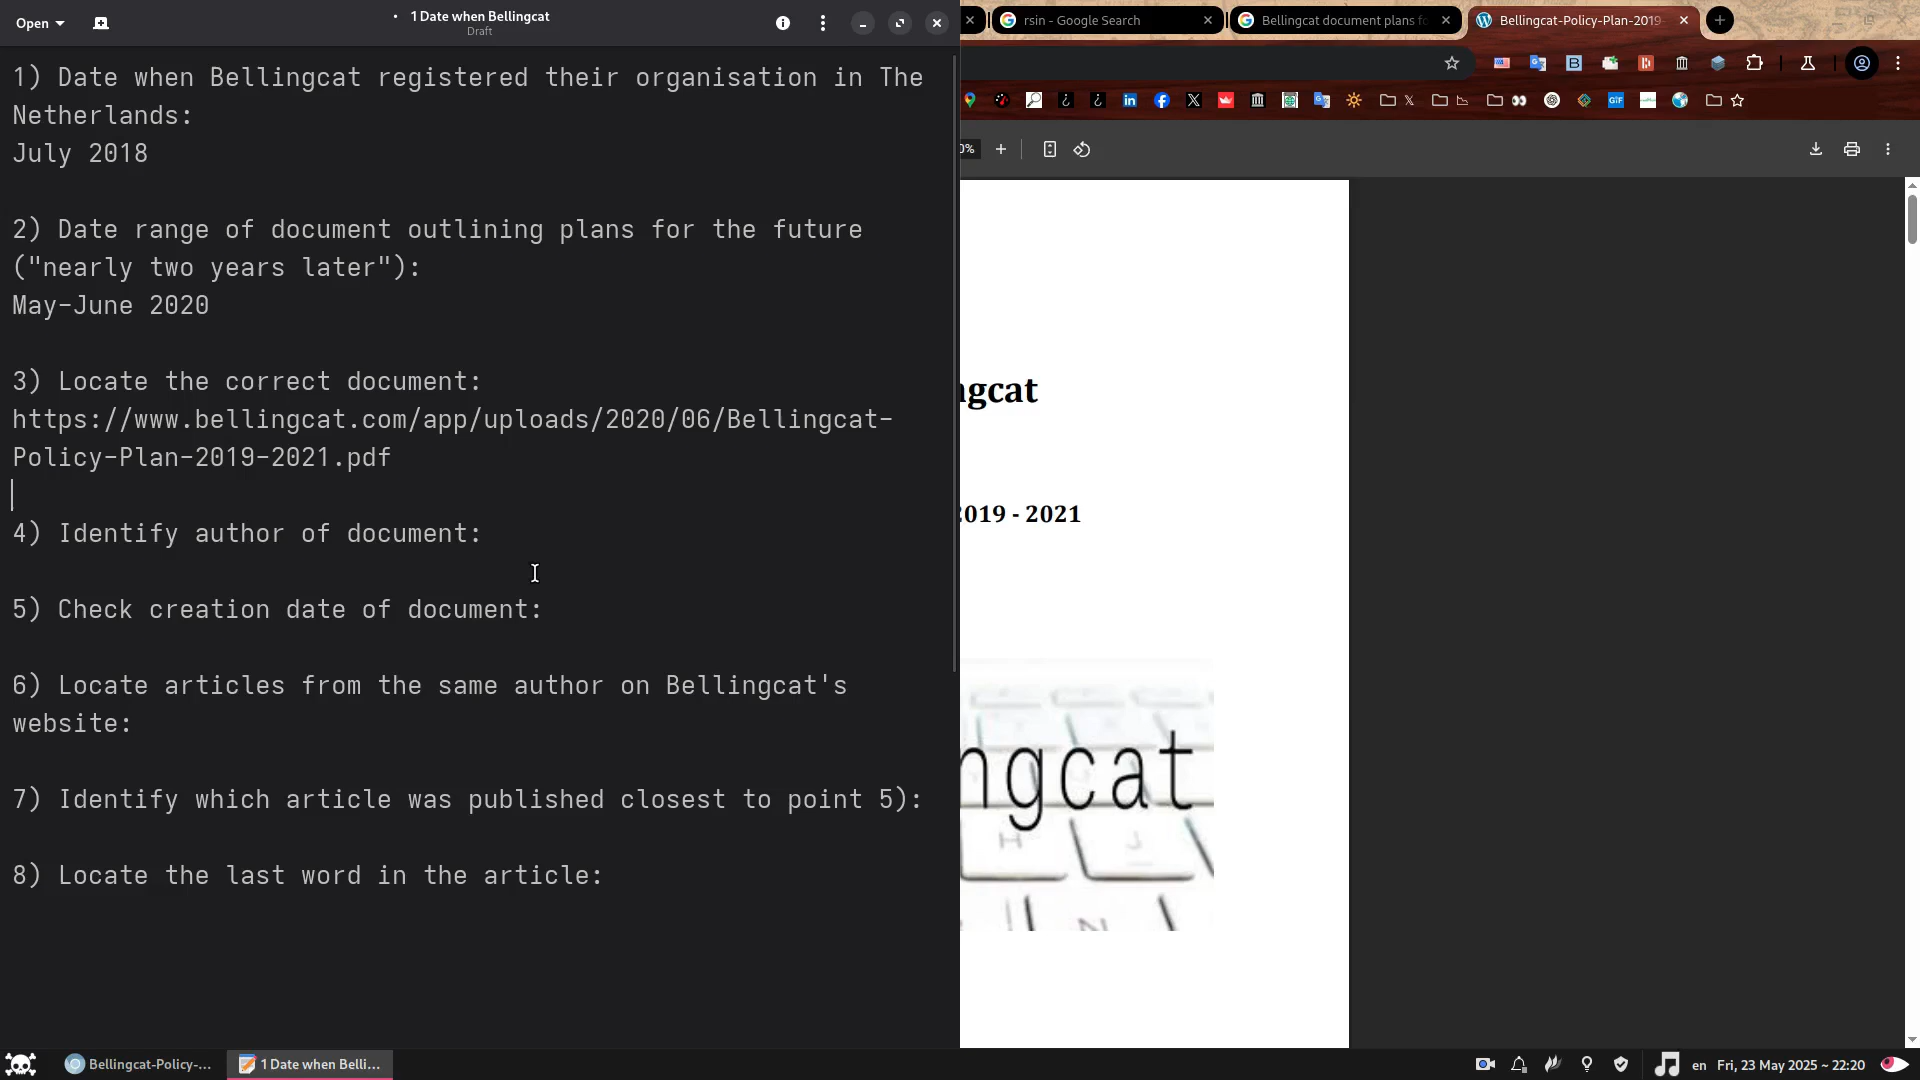 Open
1 Date when Bellingcat
Draft
rsin - Google Search
Bellingcat document plans fo
Bellingcat-Policy-Plan-2019-
1) Date when Bellingcat registered their organisation in The
Netherlands:
July 2018
2) Date range of document outlining plans for the future
("nearly two years later"):
May-June 2020
3) Locate the correct document:
https://www.bellingcat.com/app/uploads/2020/06/Bellingcat-
Policy-Plan-2019-2021.pdf
4) Identify author of document:
5) Check creation date of document:
6) Locate articles from the same author on Bellingcat's
website:
7) Identify which article was published closest to point 5):
8) Locate the last word in the article:
0%
ngcat
2019 - 2021
ngcat
H J
N
Bellingcat-Policy-...
1 Date when Belli...
en Fri, 23 May 2025 ~ 22:20